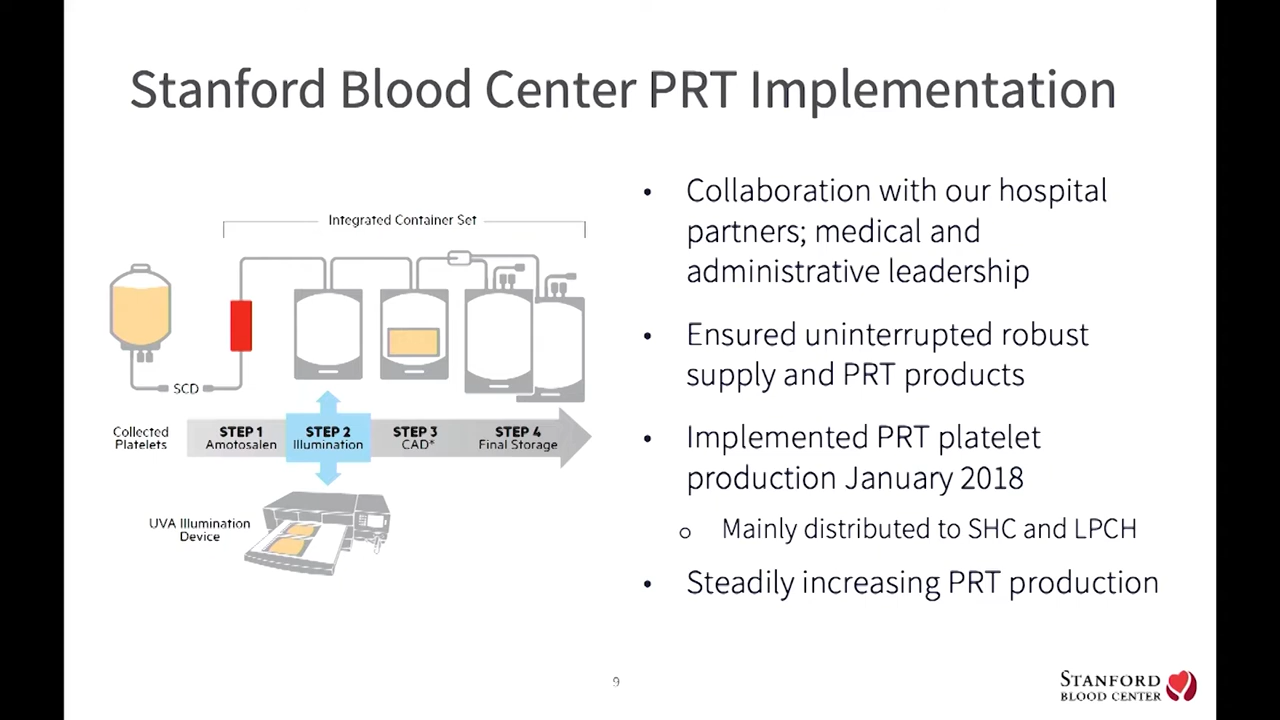 Stanford Blood Center PRT Implementation
Integrated Container Set
SCD
Collected
Platelets
STEP 1
Amotosalen
STEP 2
Illumination
STEP 3
CAD*
STEP 4
Final Storage
UVA Illumination
Device
• Collaboration with our hospital
partners; medical and
administrative leadership
• Ensured uninterrupted robust
supply and PRT products
• Implemented PRT platelet
production January 2018
o Mainly distributed to SHC and LPCH
• Steadily increasing PRT production
9
STANFORD
BLOOD CENTER